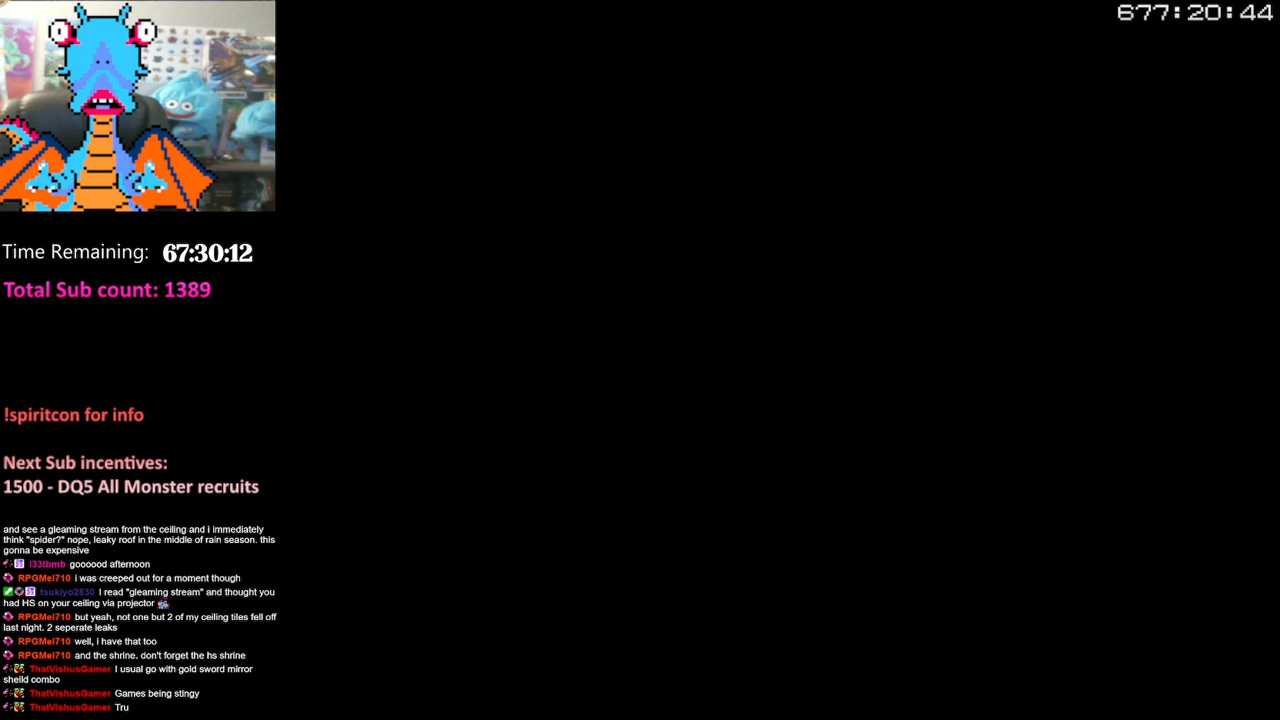 677:20:44
Time Remaining: 67:30:12
Total Sub count: 1389
!spiritcon for info
Next Sub incentives:
1500 - DQ5 All Monster recruits
and see a gleaming stream from the ceiling and i immediately
think "spider?" nope, leaky roof in the middle of rain season. this
gonna be expensive
l33tbmb goooood afternoon
RPGMel710 i was creeped out for a moment though
tsukiyo2830 I read "gleaming stream" and thought you
had HS on your ceiling via projector
RPGMel710 but yeah, not one but 2 of my ceiling tiles fell off
last night. 2 seperate leaks
RPGMel710 well, i have that too
RPGMel710 and the shrine. don't forget the hs shrine
ThatVishusGamer I usual go with gold sword mirror
sheild combo
ThatVishusGamer Games being stingy
ThatVishusGamer Tru